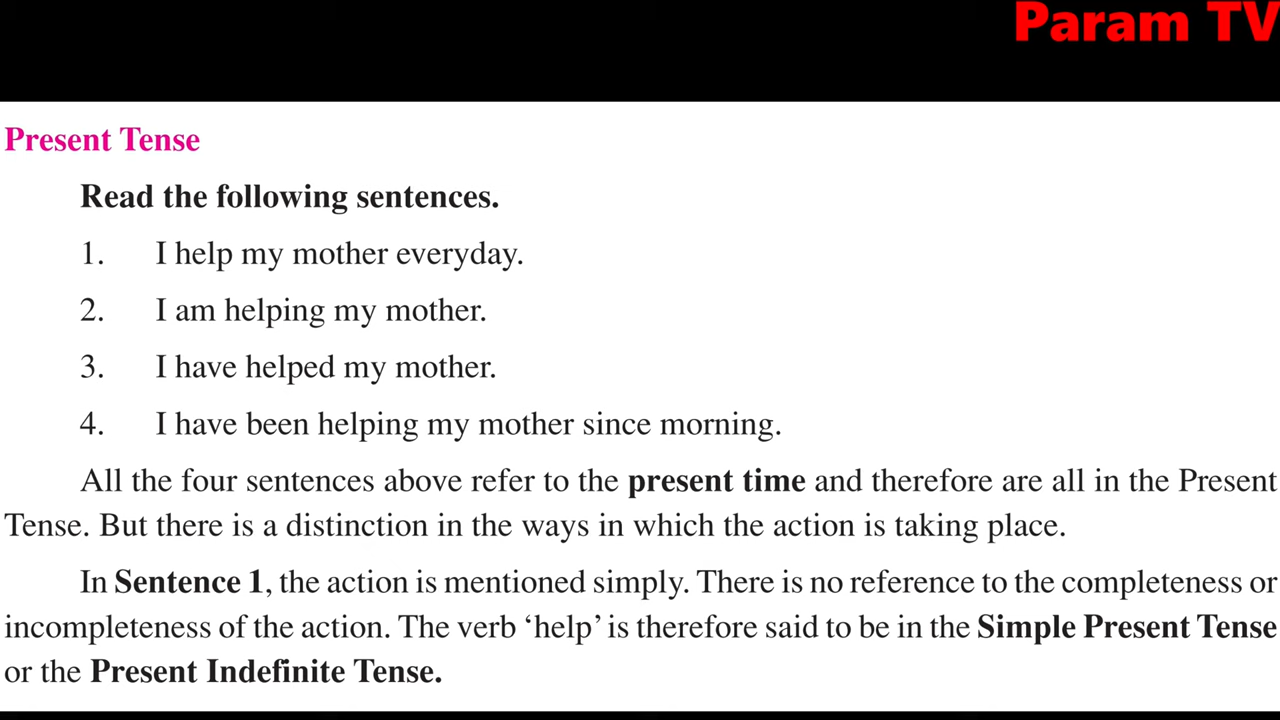 Param TV
Present Tense
Read the following sentences.
1. I help my mother everyday.
2. I am helping my mother.
3. I have helped my mother.
4. I have been helping my mother since morning.
All the four sentences above refer to the present time and therefore are all in the Present
Tense. But there is a distinction in the ways in which the action is taking place.
In Sentence 1, the action is mentioned simply. There is no reference to the completeness or
incompleteness of the action. The verb ‘help’ is therefore said to be in the Simple Present Tense
or the Present Indefinite Tense.